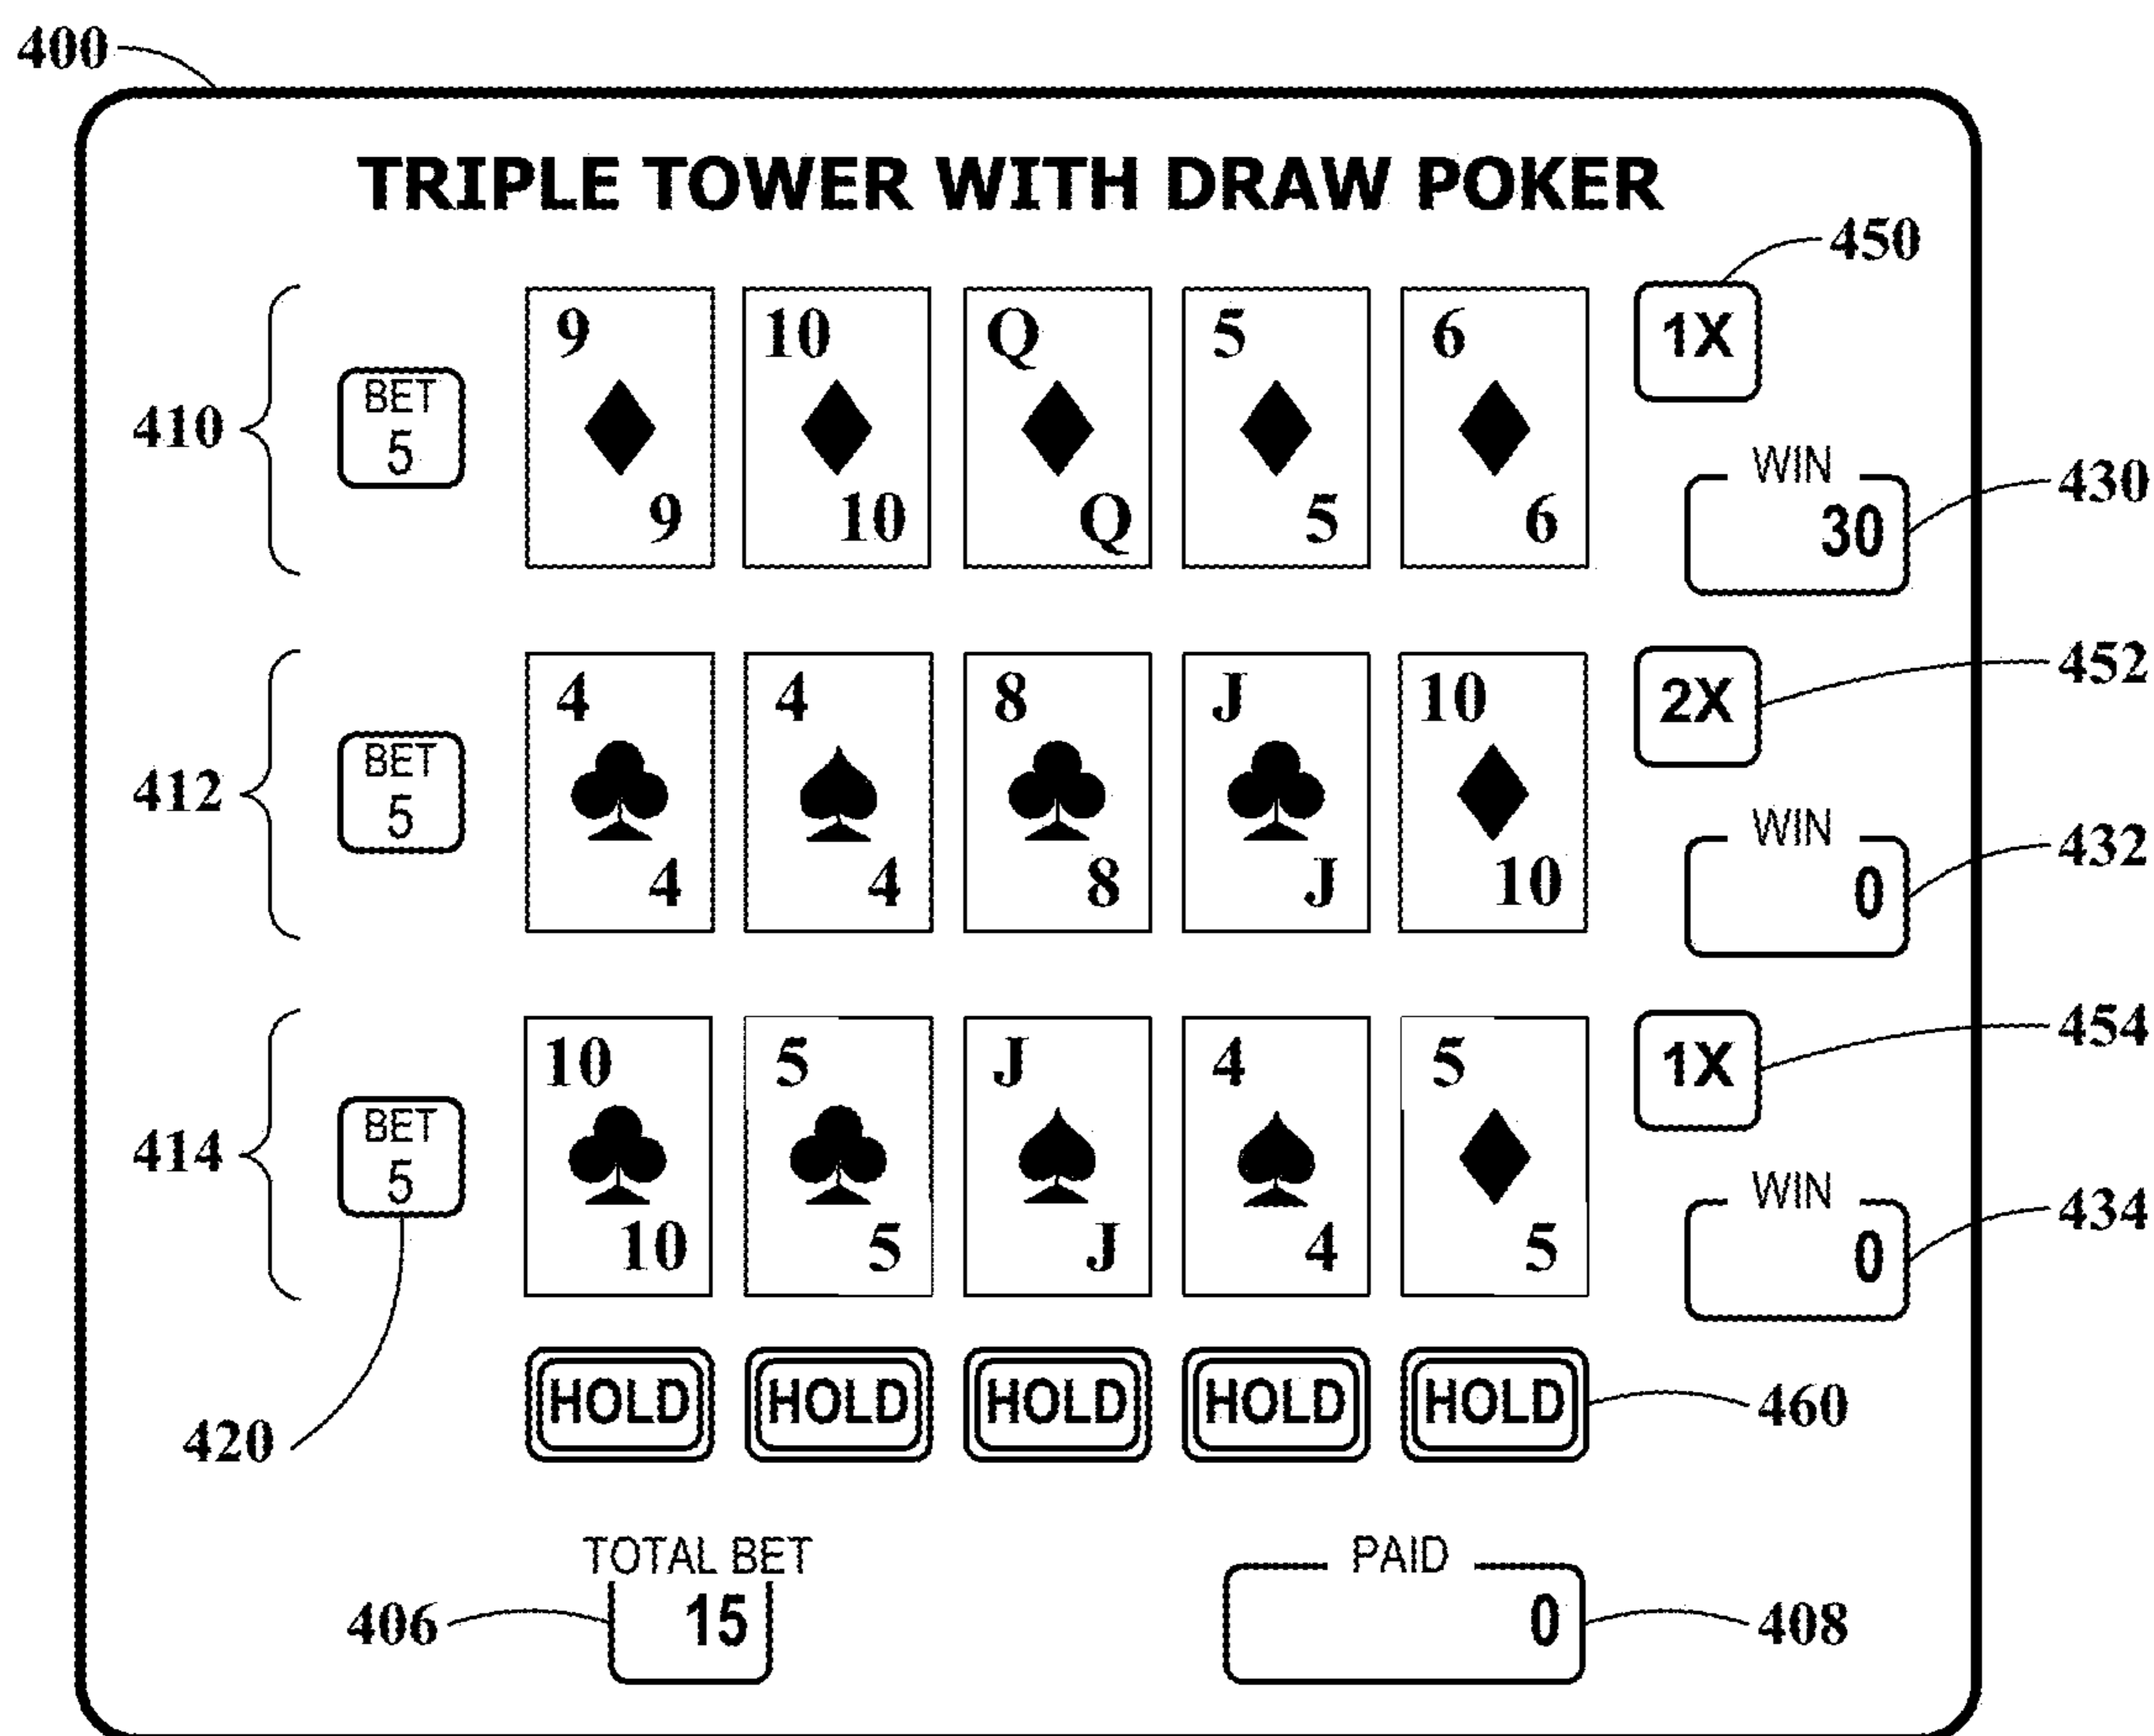 400
TRIPLE TOWER WITH DRAW POKER
450
9 10 Q 5 6 1X
410
BET
5
WIN
30
430
9 10 Q 5 6
452
4 4 8 J 10 2X
412
BET
5
WIN
0
432
4 4 8 J 10
454
10 5 J 4 5 1X
414
BET
5
WIN
0
434
10 5 J 4 5
HOLD HOLD HOLD HOLD HOLD 460
420
TOTAL BET
15
406
PAID
0
408